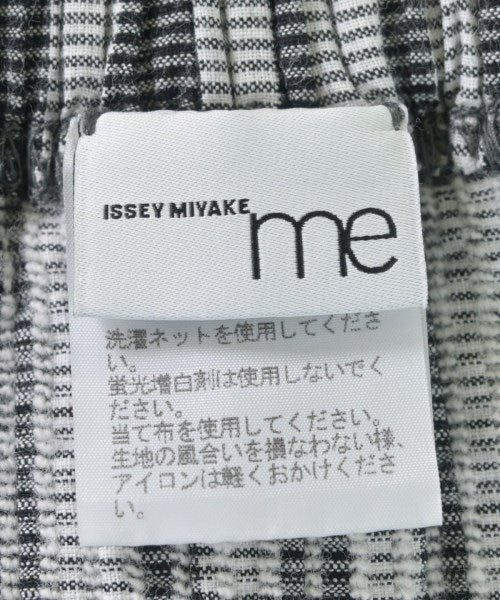 ISSEY MIYAKE me
洗濯ネットを使用してくださ
い。
蛍光増白剤は使用しないでく
ださい。
当て布を使用してください。
生地の風合いを損なわない様、
アイロンは軽くおかけくださ
い。